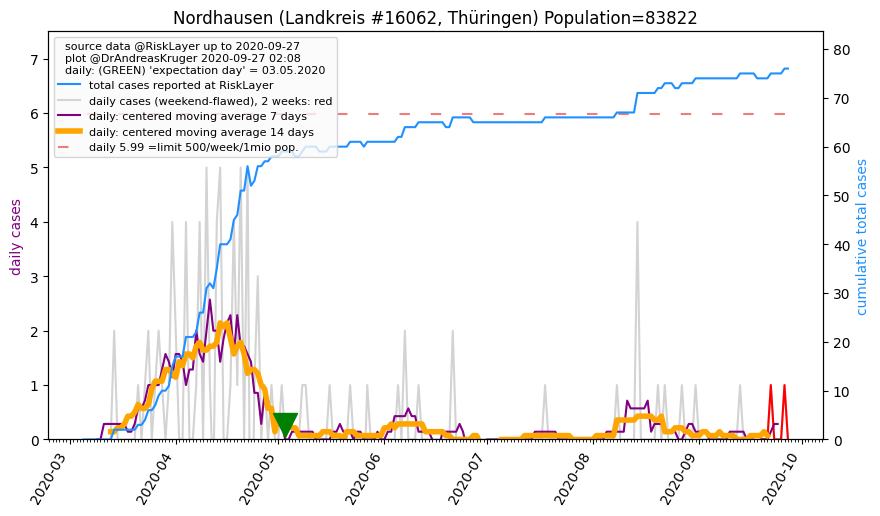 Nordhausen (Landkreis #16062, Thüringen) Population=83822
source data @RiskLayer up to 2020-09-27
plot @DrAndreasKruger 2020-09-27 02:08
daily: (GREEN) 'expectation day' = 03.05.2020
total cases reported at RiskLayer
daily cases (weekend-flawed), 2 weeks: red
daily: centered moving average 7 days
daily: centered moving average 14 days
daily 5.99 =limit 500/week/1mio pop.
daily cases
7
6
5
4
3
2
1
0
cumulative total cases
80
70
60
50
40
30
20
10
0
2020-03
2020-04
2020-05
2020-06
2020-07
2020-08
2020-09
2020-10